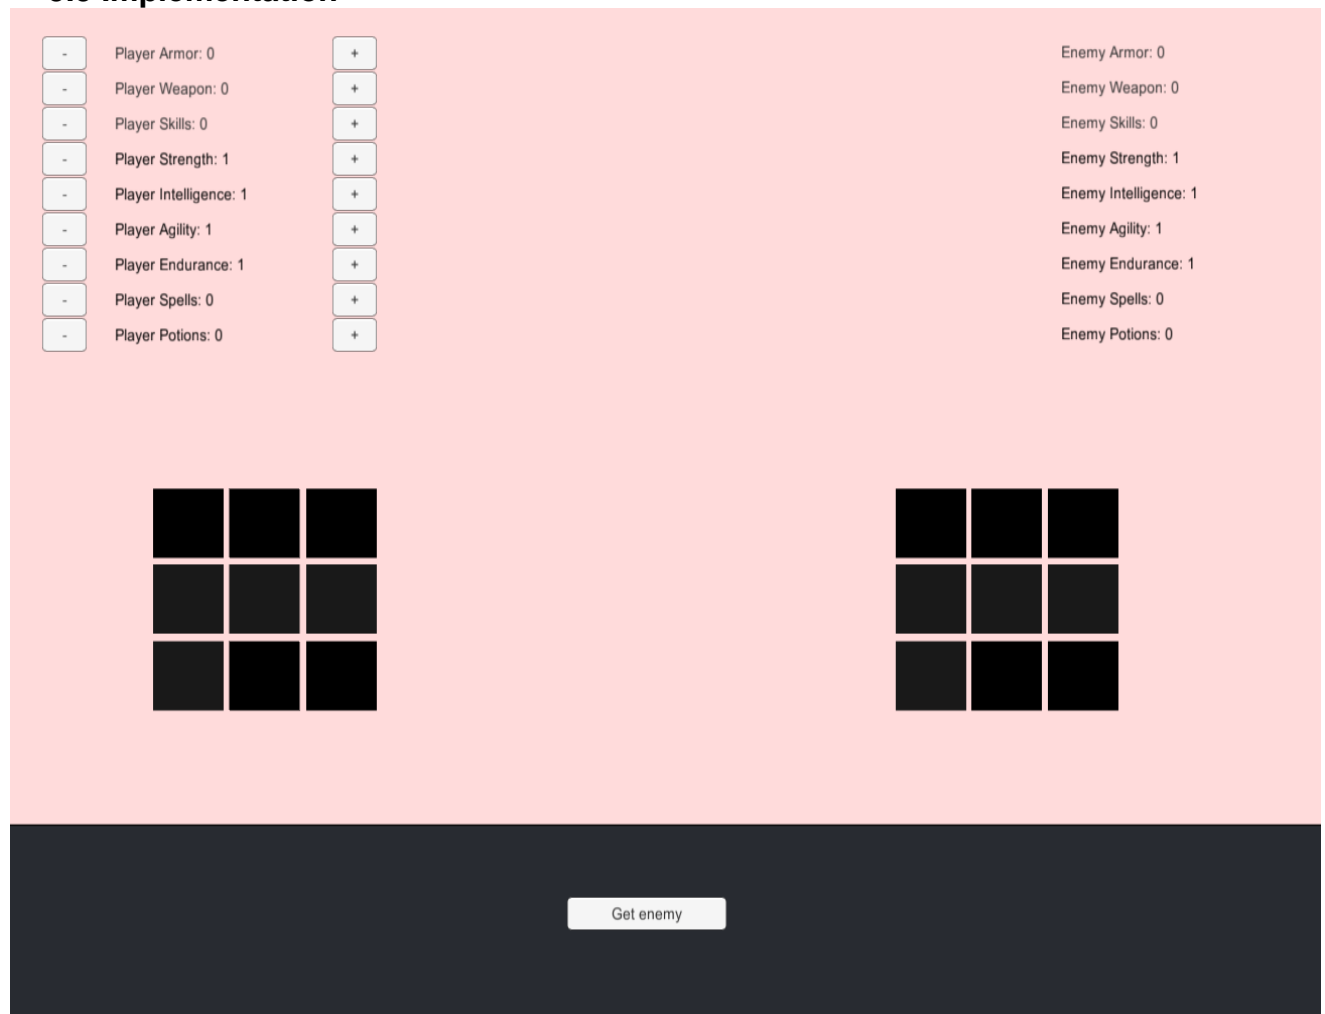 - Player Armor: 0 + Enemy Armor: 0
- Player Weapon: 0 + Enemy Weapon: 0
- Player Skills: 0 + Enemy Skills: 0
- Player Strength: 1 + Enemy Strength: 1
- Player Intelligence: 1 + Enemy Intelligence: 1
- Player Agility: 1 + Enemy Agility: 1
- Player Endurance: 1 + Enemy Endurance: 1
- Player Spells: 0 + Enemy Spells: 0
- Player Potions: 0 + Enemy Potions: 0
Get enemy